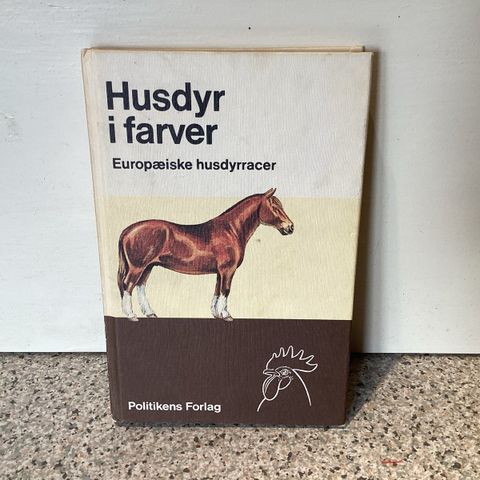 Husdyr
i farver
Europæiske husdyrracer
Politikens Forlag